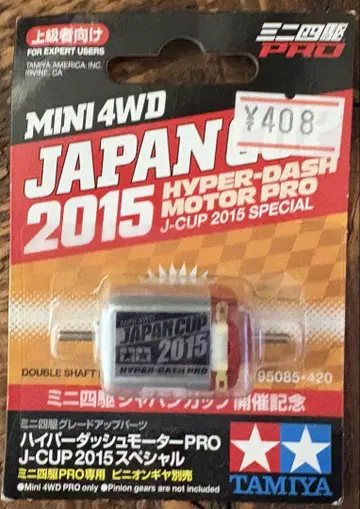 上級者向け
FOR EXPERT USERS
TAMIYA AMERICA, INC.
IRVINE, CA
ミニ四駆
PRO
¥408
MINI 4WD
JAPAN CUP
2015
HYPER-DASH
MOTOR PRO
J-CUP 2015 SPECIAL
MINI 4WD
JAPAN CUP
2015
HYPER-DASH PRO
DOUBLE SHAFT
95085・420
ミニ四駆ジャパンカップ開催記念
ミニ四駆グレードアップパーツ
ハイパーダッシュモーターPRO
J-CUP 2015 スペシャル
ミニ四駆PRO専用 ピニオンギヤ別売
●Mini 4WD PRO only ●Pinion gears are not included
TAMIYA